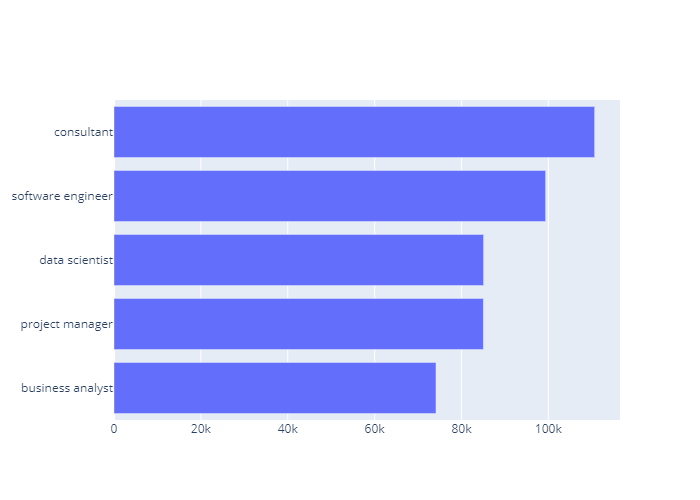 consultant
software engineer
data scientist
project manager
business analyst
0 20k 40k 60k 80k 100k